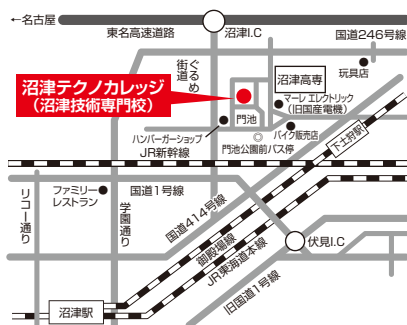 ←名古屋
東名高速道路
沼津I.C
国道246号線
ぐるめ
街道
沼津高専
玩具店
沼津テクノカレッジ
(沼津技術専門校)
マーレ エレクトリック
(旧国産電機)
門池
ハンバーガーショップ
バイク販売店
下土狩駅
JR新幹線
門池公園前バス停
ファミリー
レストラン
国道1号線
リコー通り
学園通り
国道414号線
御殿場線
JR東海道本線
伏見I.C
旧国道1号線
沼津駅